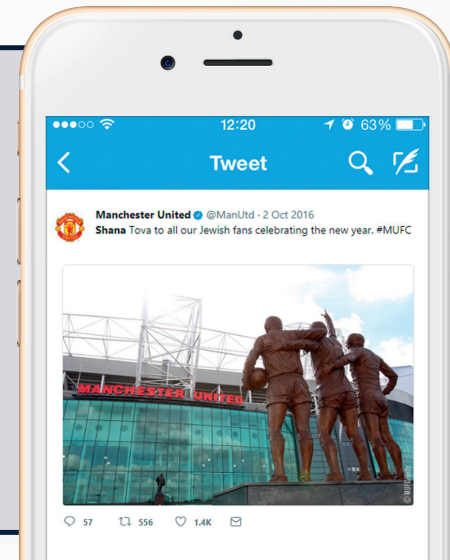 12:20
63%
Tweet
Manchester United @ManUtd · 2 Oct 2016
Shana Tova to all our Jewish fans celebrating the new year. #MUFC
MANCHESTER UNITED
57 556 1.4K